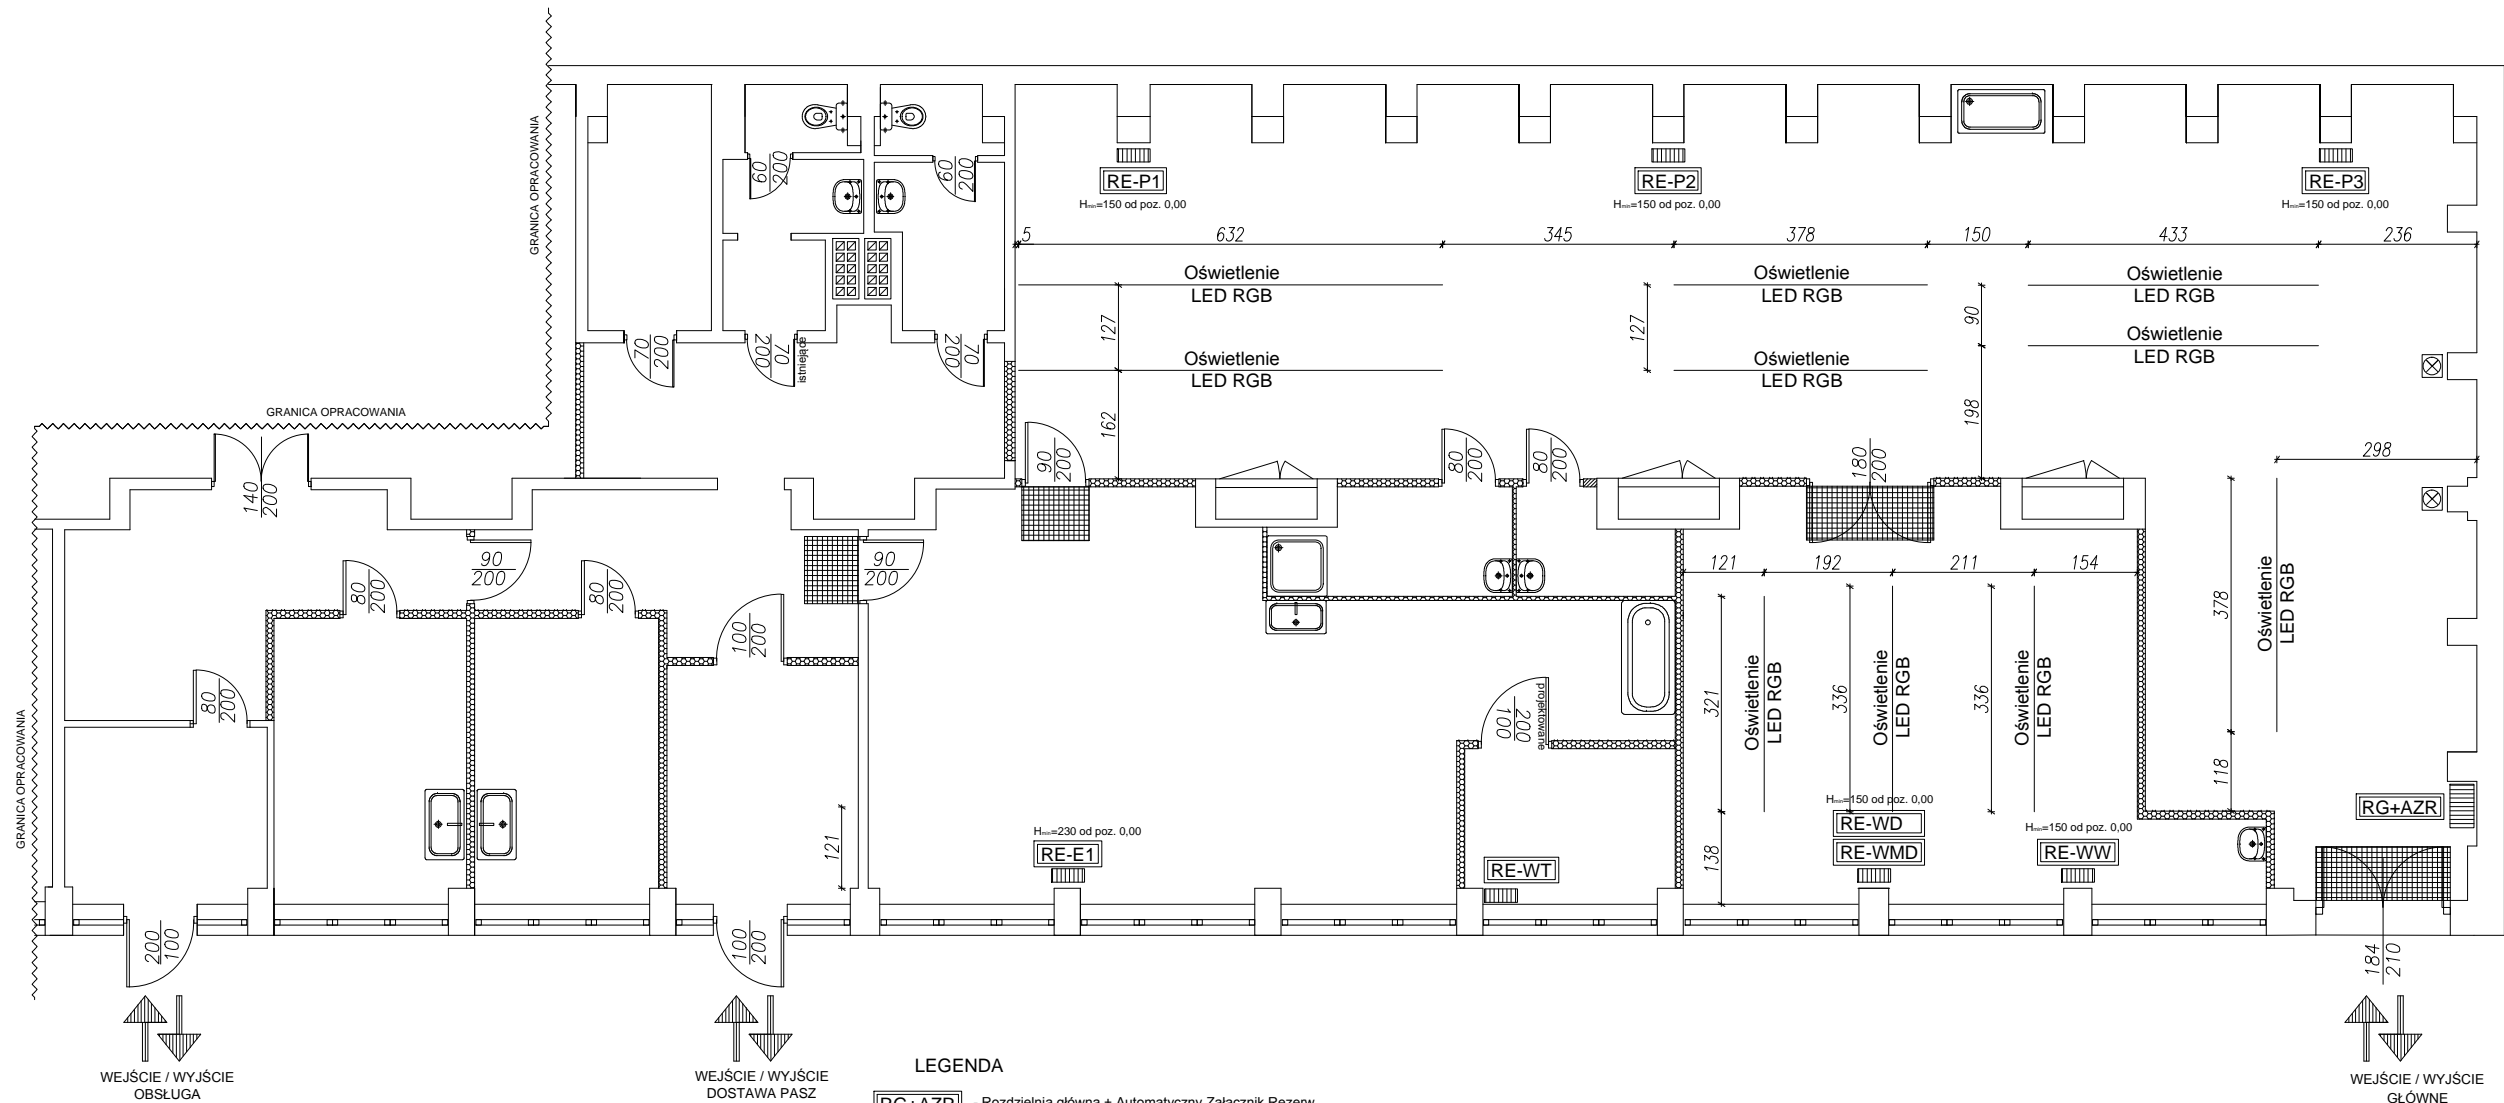 GRANICA OPRACOWANIA
GRANICA OPRACOWANIA
GRANICA OPRACOWANIA
60
200
60
200
70
200
70
200
istniejące
70
200
RE-P1
Hmin=150 od poz. 0,00
RE-P2
Hmin=150 od poz. 0,00
RE-P3
Hmin=150 od poz. 0,00
5
632
345
378
150
433
236
Oświetlenie
LED RGB
Oświetlenie
LED RGB
Oświetlenie
LED RGB
127
127
90
Oświetlenie
LED RGB
Oświetlenie
LED RGB
Oświetlenie
LED RGB
162
198
298
140
200
90
200
80
200
80
200
180
200
90
200
90
200
80
200
80
200
100
200
80
200
121
192
211
154
378
Oświetlenie
LED RGB
118
321
Oświetlenie
LED RGB
336
Oświetlenie
LED RGB
336
Oświetlenie
LED RGB
138
200
100
projektowane
121
Hmin=230 od poz. 0,00
RE-E1
RE-WT
Hmin=150 od poz. 0,00
RE-WD
RE-WMD
Hmin=150 od poz. 0,00
RE-WW
RG+AZR
200
100
100
200
184
210
WEJŚCIE / WYJŚCIE
OBSŁUGA
WEJŚCIE / WYJŚCIE
DOSTAWA PASZ
WEJŚCIE / WYJŚCIE
GŁÓWNE
LEGENDA
RG+AZR - Rozdzielnia główna + Automatyczny Załącznik Rezerw